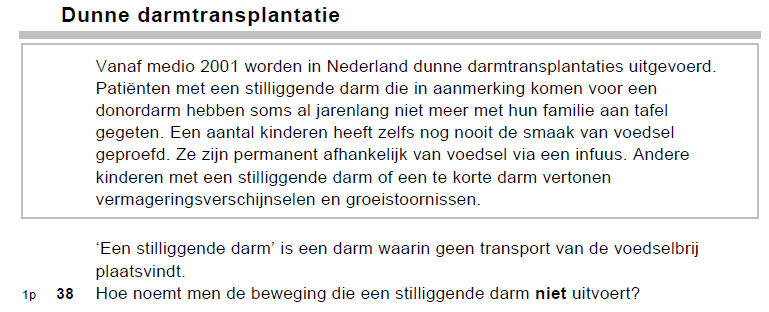 Dunne darmtransplantatie
Vanaf medio 2001 worden in Nederland dunne darmtransplantaties uitgevoerd.
Patiënten met een stilliggende darm die in aanmerking komen voor een
donordarm hebben soms al jarenlang niet meer met hun familie aan tafel
gegeten. Een aantal kinderen heeft zelfs nog nooit de smaak van voedsel
geproefd. Ze zijn permanent afhankelijk van voedsel via een infuus. Andere
kinderen met een stilliggende darm of een te korte darm vertonen
vermageringsverschijnselen en groeistoornissen.
‘Een stilliggende darm’ is een darm waarin geen transport van de voedselbrij
plaatsvindt.
1p 38 Hoe noemt men de beweging die een stilliggende darm niet uitvoert?